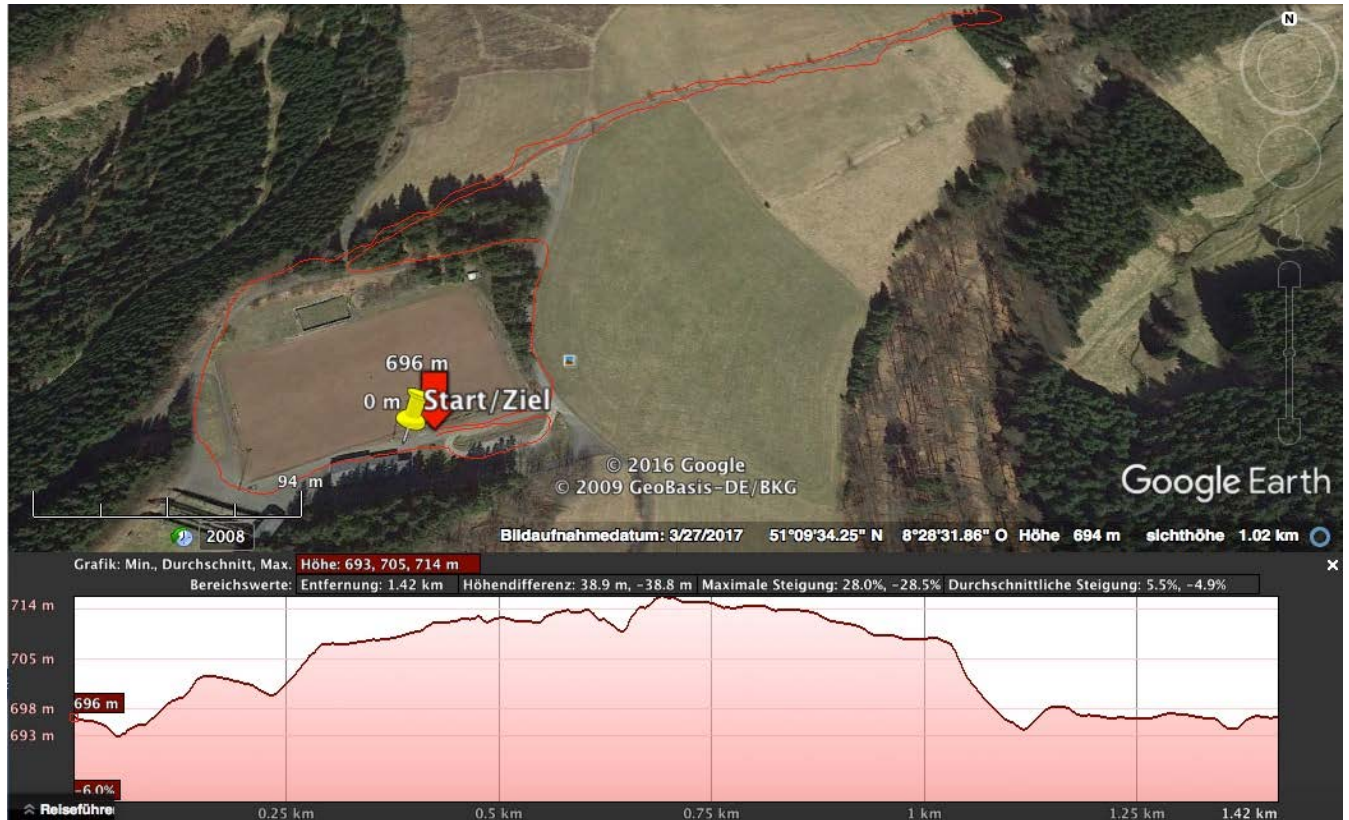 N
696 m
0 m
Start/Ziel
94 m
© 2016 Google
© 2009 GeoBasis-DE/BKG
Google Earth
2008
Bildaufnahmedatum: 3/27/2017 51°09'34.25" N 8°28'31.86" O Höhe 694 m sichthöhe 1.02 km
Grafik: Min., Durchschnitt, Max. Höhe: 693, 705, 714 m
Bereichswerte: Entfernung: 1.42 km Höhendifferenz: 38.9 m, -38.8 m Maximale Steigung: 28.0%, -28.5% Durchschnittliche Steigung: 5.5%, -4.9%
714 m
705 m
698 m
696 m
693 m
-6.0%
Reiseführe
0.25 km 0.5 km 0.75 km 1 km 1.25 km 1.42 km